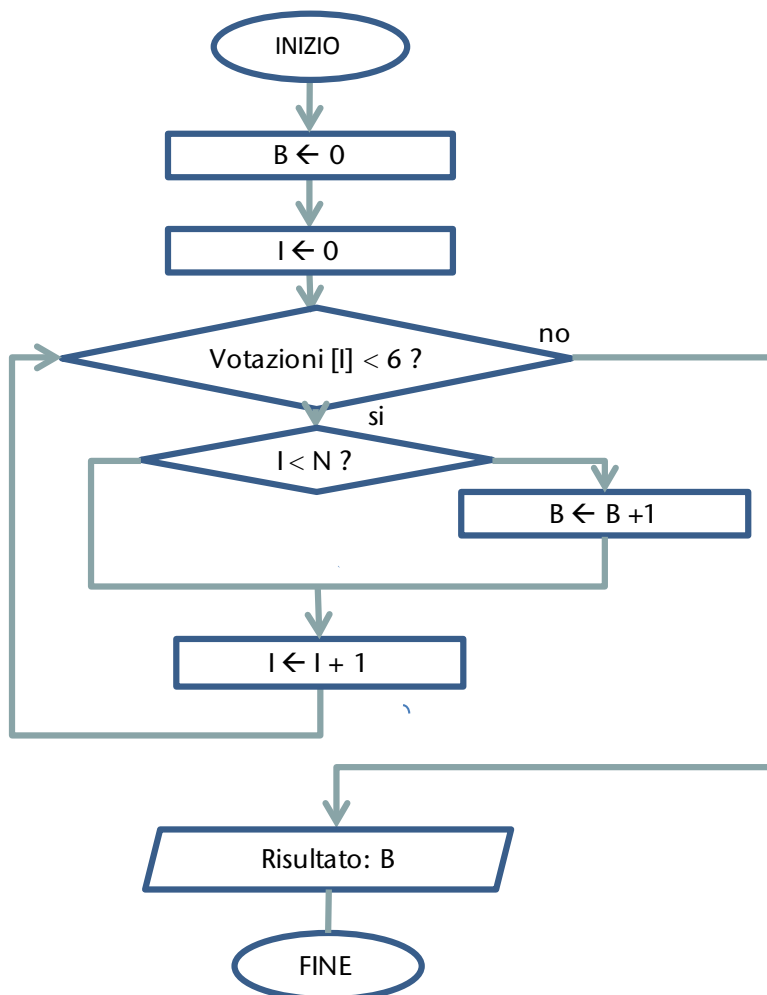 INIZIO
B ← 0
I ← 0
Votazioni [I] < 6 ?
no
si
I < N ?
B ← B +1
I ← I + 1
Risultato: B
FINE